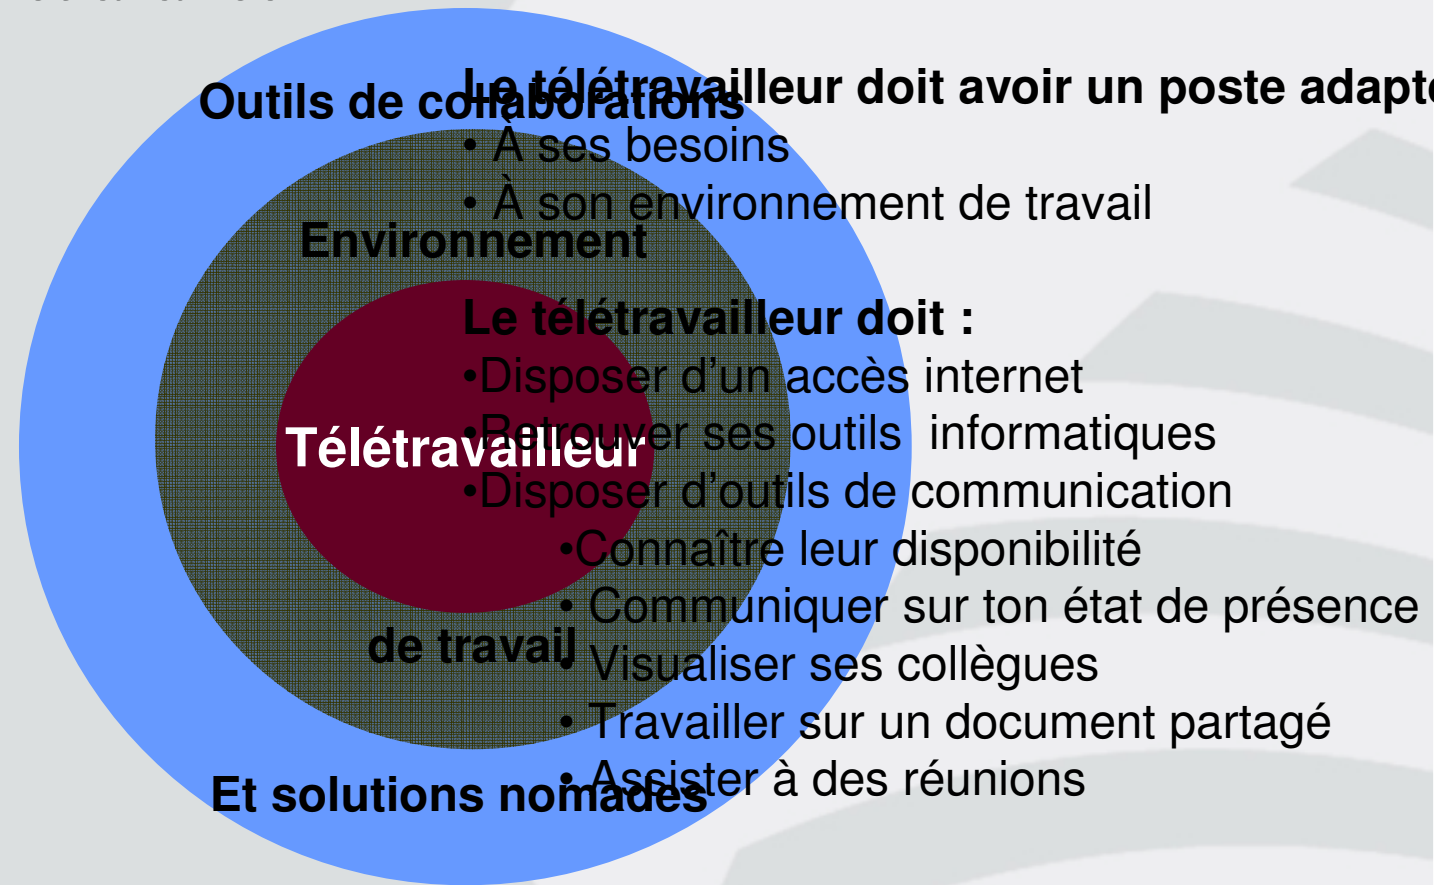 Outils de collaborations
Le télétravailleur doit avoir un poste adapté
• À ses besoins
• À son environnement de travail
Environnement
Le télétravailleur doit :
•Disposer d’un accès internet
•Retrouver ses outils informatiques
Télétravailleur
•Disposer d’outils de communication
•Connaître leur disponibilité
• Communiquer sur ton état de présence
de travail
• Visualiser ses collègues
• Travailler sur un document partagé
• Assister à des réunions
Et solutions nomades